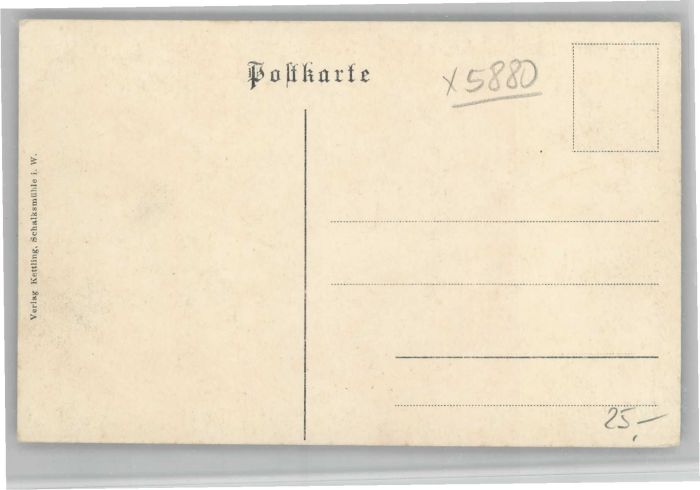 Postkarte
x5880
Verlag Kettling, Schalksmühle i. W.
25,-